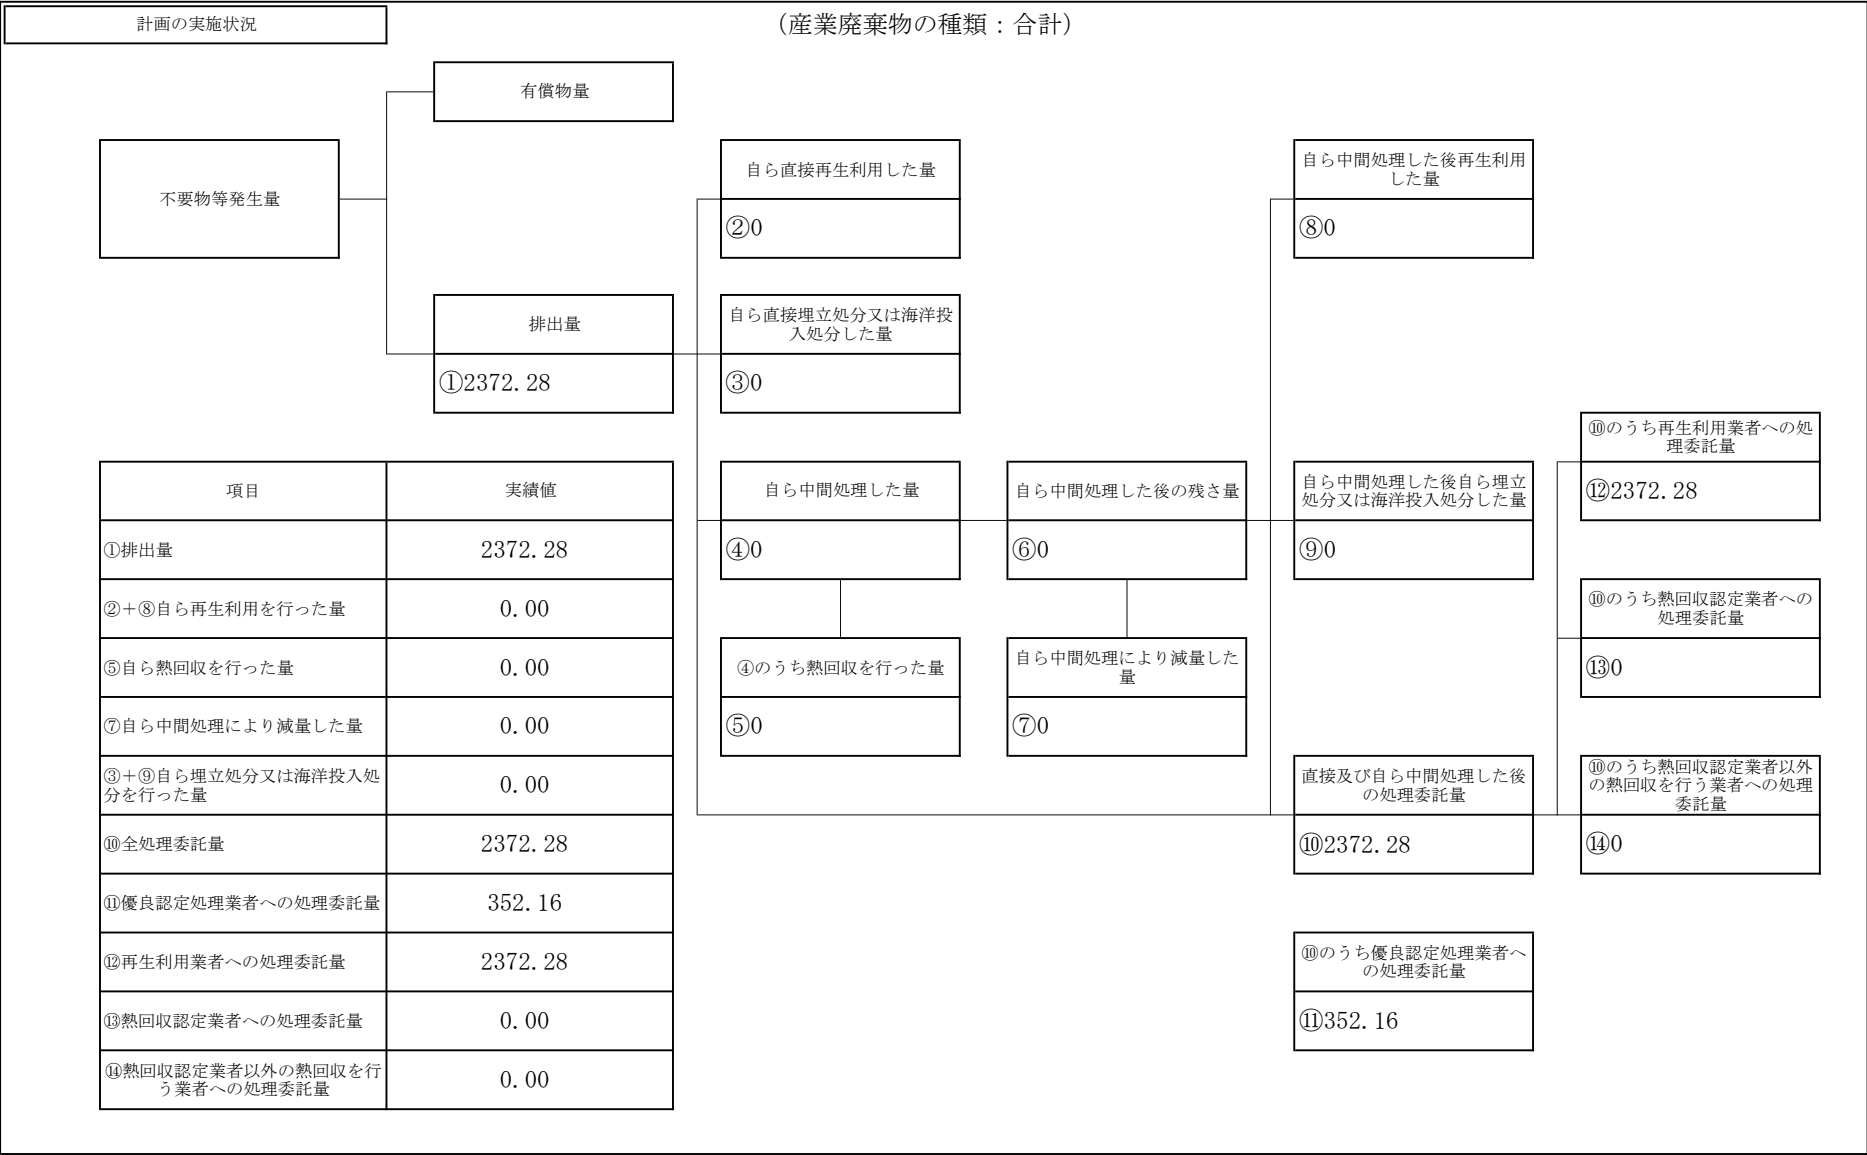 計画の実施状況
（産業廃棄物の種類：合計）
有償物量
不要物等発生量
自ら直接再生利用した量
②0
自ら中間処理した後再生利用
した量
⑧0
排出量
①2372.28
自ら直接埋立処分又は海洋投
入処分した量
③0
⑩のうち再生利用業者への処
理委託量
⑫2372.28
自ら中間処理した量
④0
自ら中間処理した後の残さ量
⑥0
自ら中間処理した後自ら埋立
処分又は海洋投入処分した量
⑨0
⑩のうち熱回収認定業者への
処理委託量
⑬0
④のうち熱回収を行った量
⑤0
自ら中間処理により減量した
量
⑦0
直接及び自ら中間処理した後
の処理委託量
⑩2372.28
⑩のうち熱回収認定業者以外
の熱回収を行う業者への処理
委託量
⑭0
⑩のうち優良認定処理業者へ
の処理委託量
⑪352.16
項目 実績値
①排出量 2372.28
②＋⑧自ら再生利用を行った量 0.00
⑤自ら熱回収を行った量 0.00
⑦自ら中間処理により減量した量 0.00
③＋⑨自ら埋立処分又は海洋投入処
分を行った量 0.00
⑩全処理委託量 2372.28
⑪優良認定処理業者への処理委託量 352.16
⑫再生利用業者への処理委託量 2372.28
⑬熱回収認定業者への処理委託量 0.00
⑭熱回収認定業者以外の熱回収を行
う業者への処理委託量 0.00